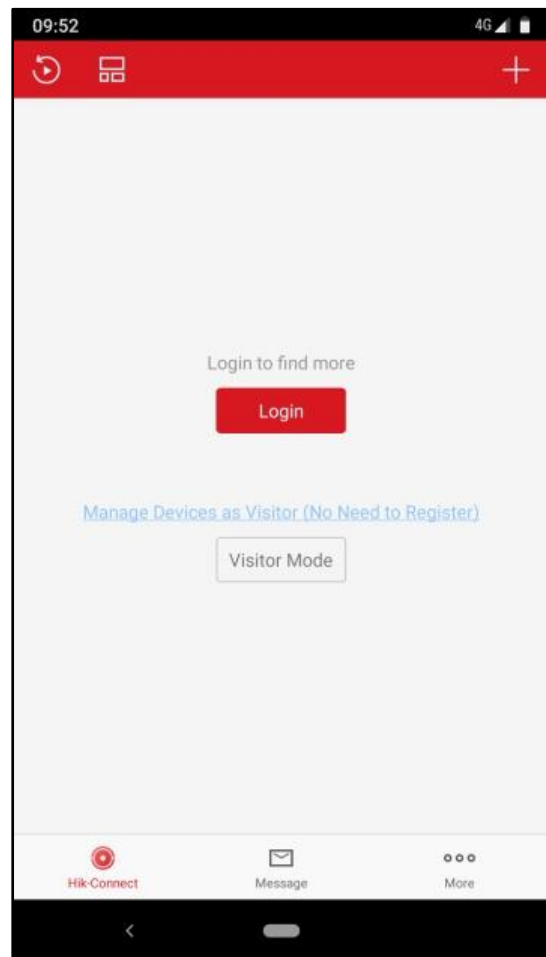 09:52
4G
Login to find more
Login
Manage Devices as Visitor (No Need to Register)
Visitor Mode
Hik-Connect
Message
More